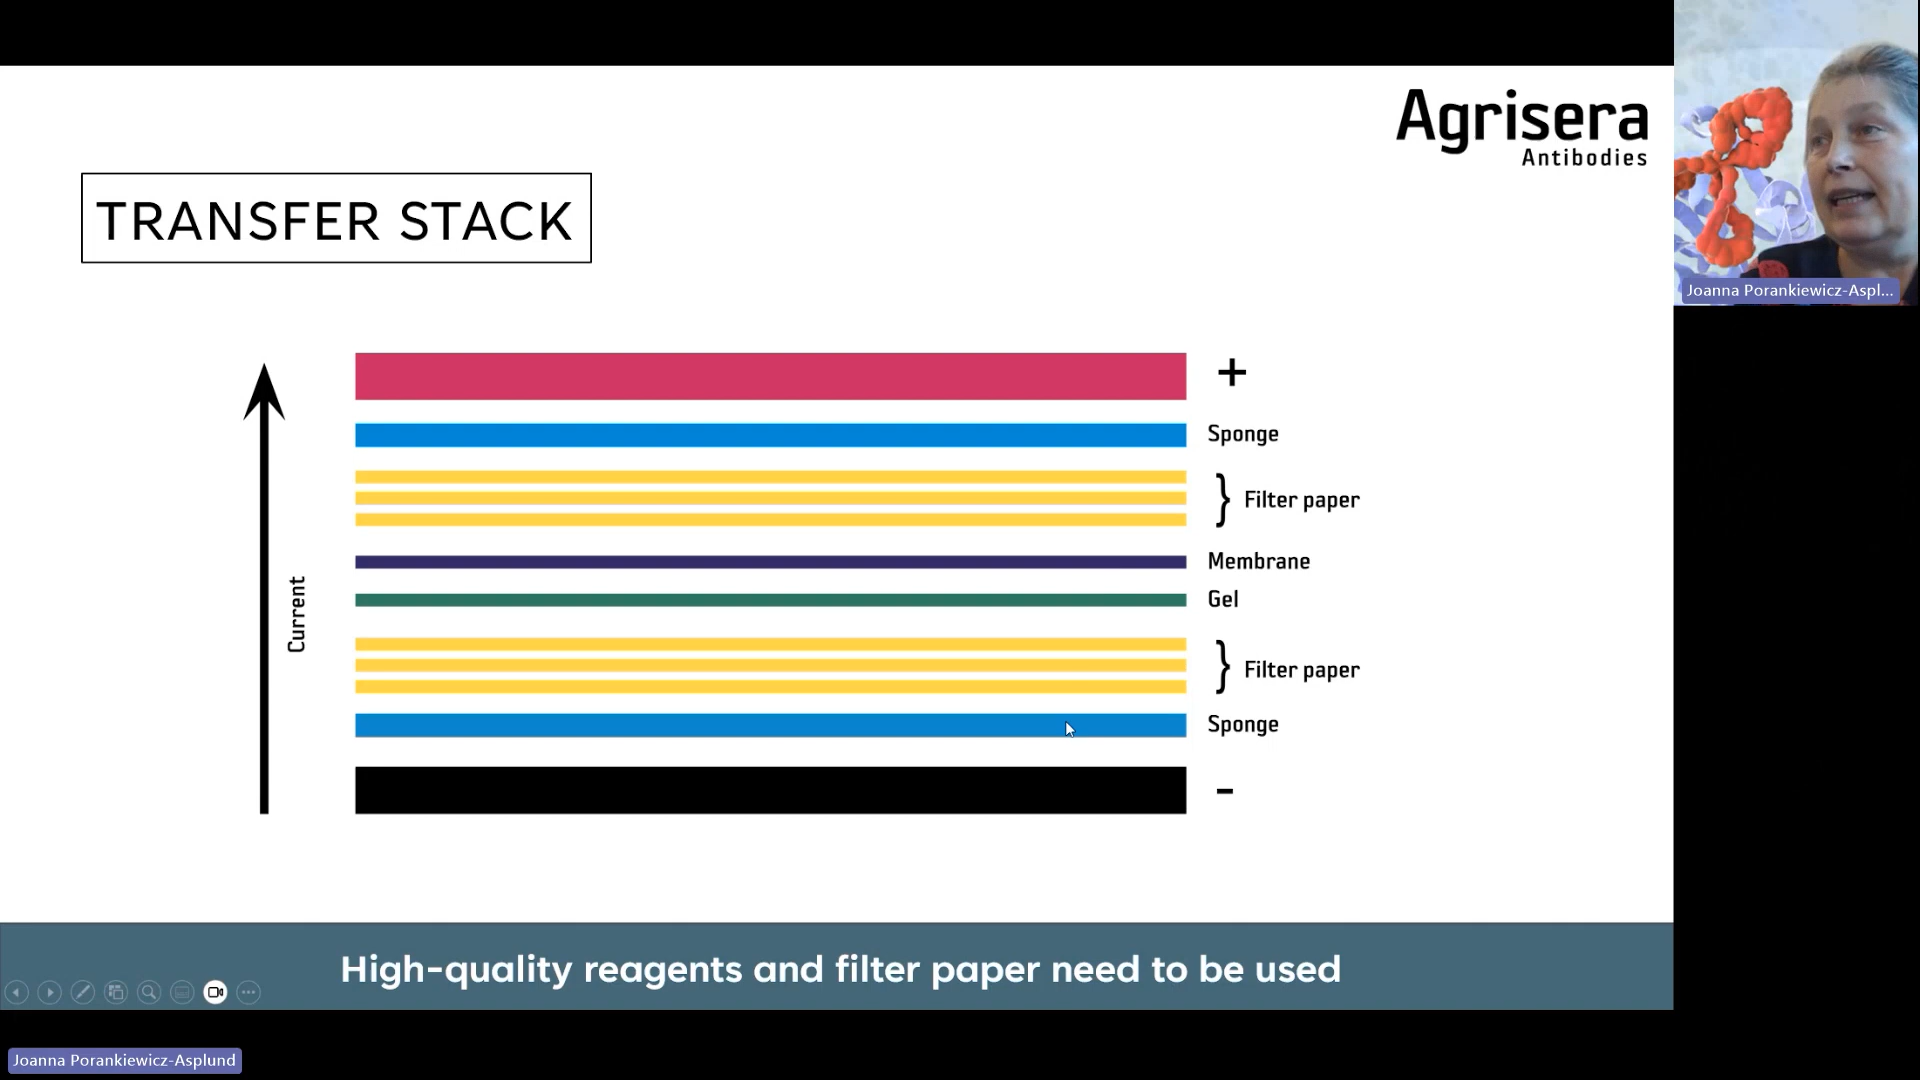 Agrisera
Antibodies
TRANSFER STACK
+
Sponge
} Filter paper
Membrane
Gel
} Filter paper
Sponge
-
Current
High-quality reagents and filter paper need to be used
Joanna Porankiewicz-Aspl...
Joanna Porankiewicz-Asplund